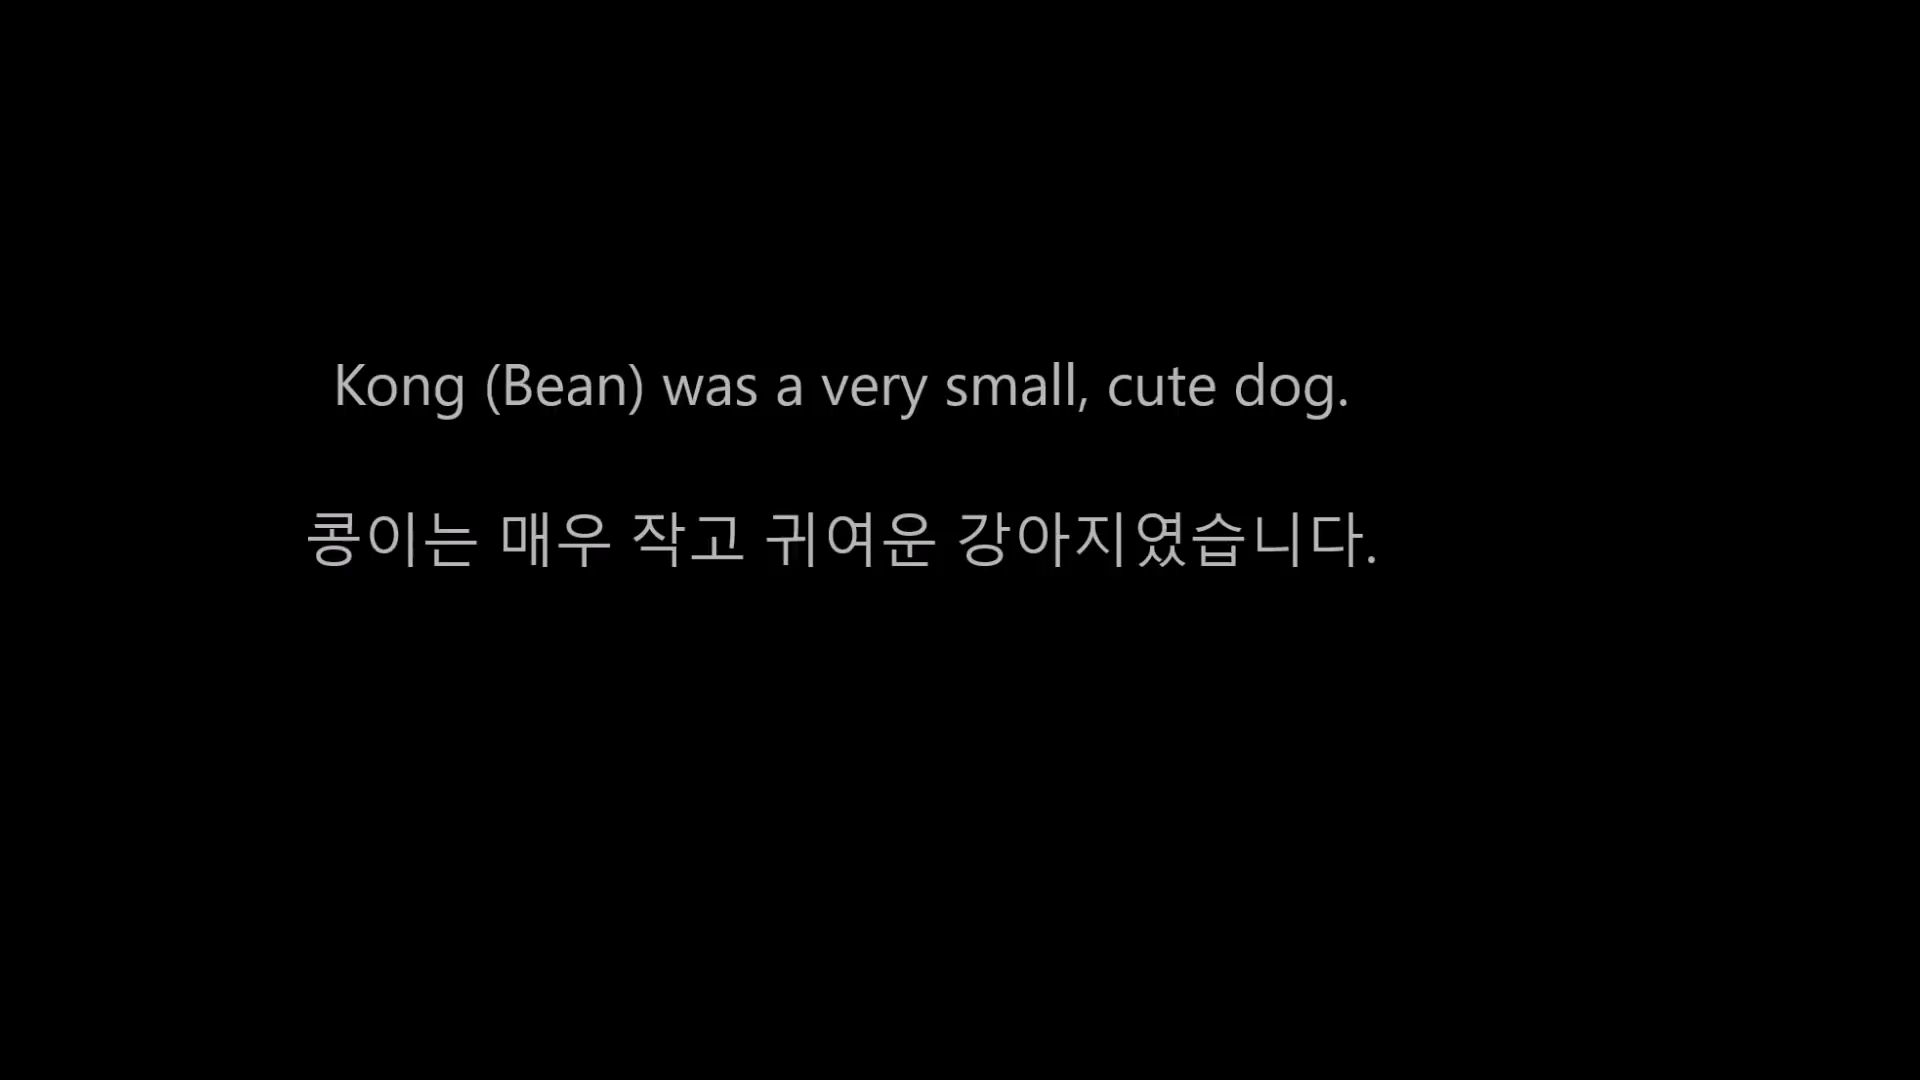 Kong (Bean) was a very small, cute dog.
콩이는 매우 작고 귀여운 강아지였습니다.